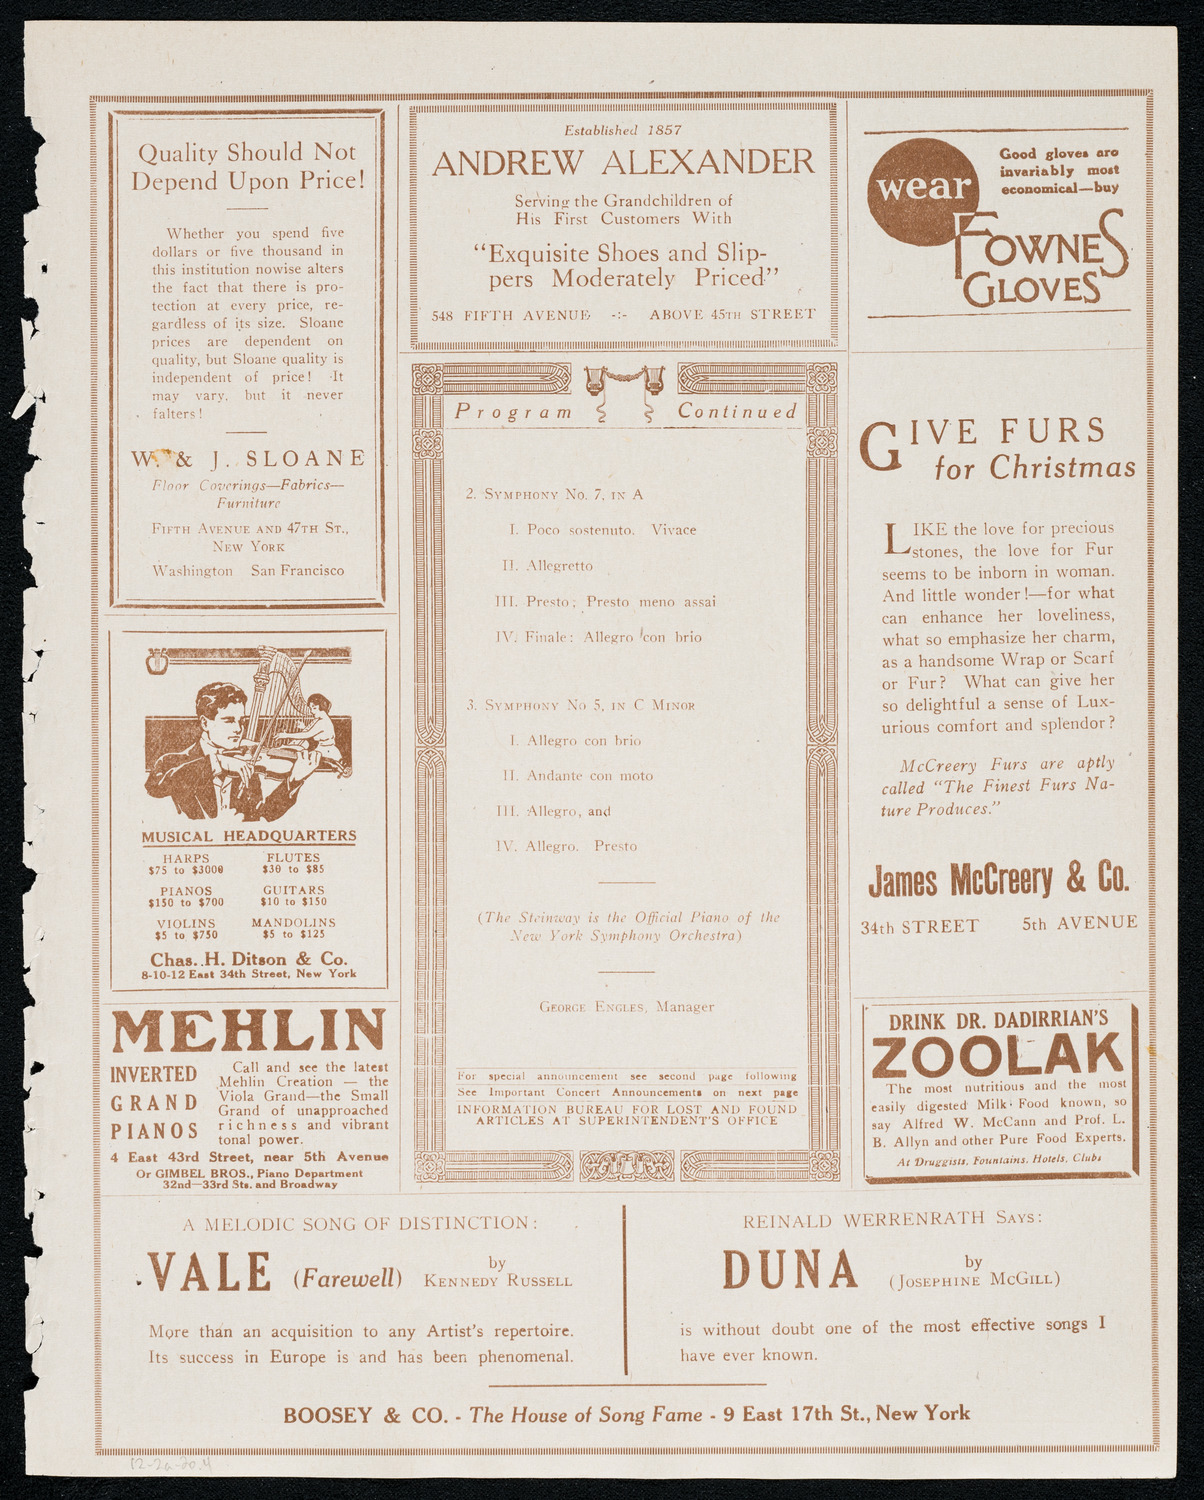 Quality Should Not
Depend Upon Price!
Whether you spend five
dollars or five thousand in
this institution nowise alters
the fact that there is pro-
tection at every price, re-
gardless of its size. Sloane
prices are dependent on
quality, but Sloane quality is
independent of price! It
may vary, but it never
falters!
W. & J. SLOANE
Floor Coverings—Fabrics—
Furniture
FIFTH AVENUE AND 47TH ST.,
NEW YORK
Washington San Francisco
MUSICAL HEADQUARTERS
HARPS FLUTES
$75 to $3000 $30 to $85
PIANOS GUITARS
$150 to $700 $10 to $150
VIOLINS MANDOLINS
$5 to $750 $5 to $125
Chas. H. Ditson & Co.
8-10-12 East 34th Street, New York
MEHLIN
INVERTED
GRAND
PIANOS
Call and see the latest
Mehlin Creation — the
Viola Grand—the Small
Grand of unapproached
richness and vibrant
tonal power.
4 East 43rd Street, near 5th Avenue
Or GIMBEL BROS., Piano Department
32nd—33rd Sts. and Broadway
Established 1857
ANDREW ALEXANDER
Serving the Grandchildren of
His First Customers With
"Exquisite Shoes and Slip-
pers Moderately Priced"
548 FIFTH AVENUE -:- ABOVE 45TH STREET
Program Continued
2. SYMPHONY NO. 7, IN A
I. Poco sostenuto. Vivace
II. Allegretto
III. Presto; Presto meno assai
IV. Finale: Allegro con brio
3. SYMPHONY NO 5, IN C MINOR
I. Allegro con brio
II. Andante con moto
III. Allegro, and
IV. Allegro. Presto
(The Steinway is the Official Piano of the
New York Symphony Orchestra)
GEORGE ENGLES, Manager
For special announcement see second page following
See Important Concert Announcements on next page
INFORMATION BUREAU FOR LOST AND FOUND
ARTICLES AT SUPERINTENDENT'S OFFICE
wear
Good gloves are
invariably most
economical—buy
FOWNES
GLOVES
GIVE FURS
for Christmas
LIKE the love for precious
stones, the love for Fur
seems to be inborn in woman.
And little wonder!—for what
can enhance her loveliness,
what so emphasize her charm,
as a handsome Wrap or Scarf
or Fur? What can give her
so delightful a sense of Lux-
urious comfort and splendor?
McCreery Furs are aptly
called "The Finest Furs Na-
ture Produces."
James McCreery & Co.
34th STREET 5th AVENUE
DRINK DR. DADIRRIAN'S
ZOOLAK
The most nutritious and the most
easily digested Milk Food known, so
say Alfred W. McCann and Prof. L.
B. Allyn and other Pure Food Experts.
At Druggists, Fountains, Hotels, Clubs
A MELODIC SONG OF DISTINCTION:
VALE (Farewell) by KENNEDY RUSSELL
More than an acquisition to any Artist's repertoire.
Its success in Europe is and has been phenomenal.
REINALD WERRENRATH SAYS:
DUNA by (JOSEPHINE McGILL)
is without doubt one of the most effective songs I
have ever known.
BOOSEY & CO. - The House of Song Fame - 9 East 17th St., New York